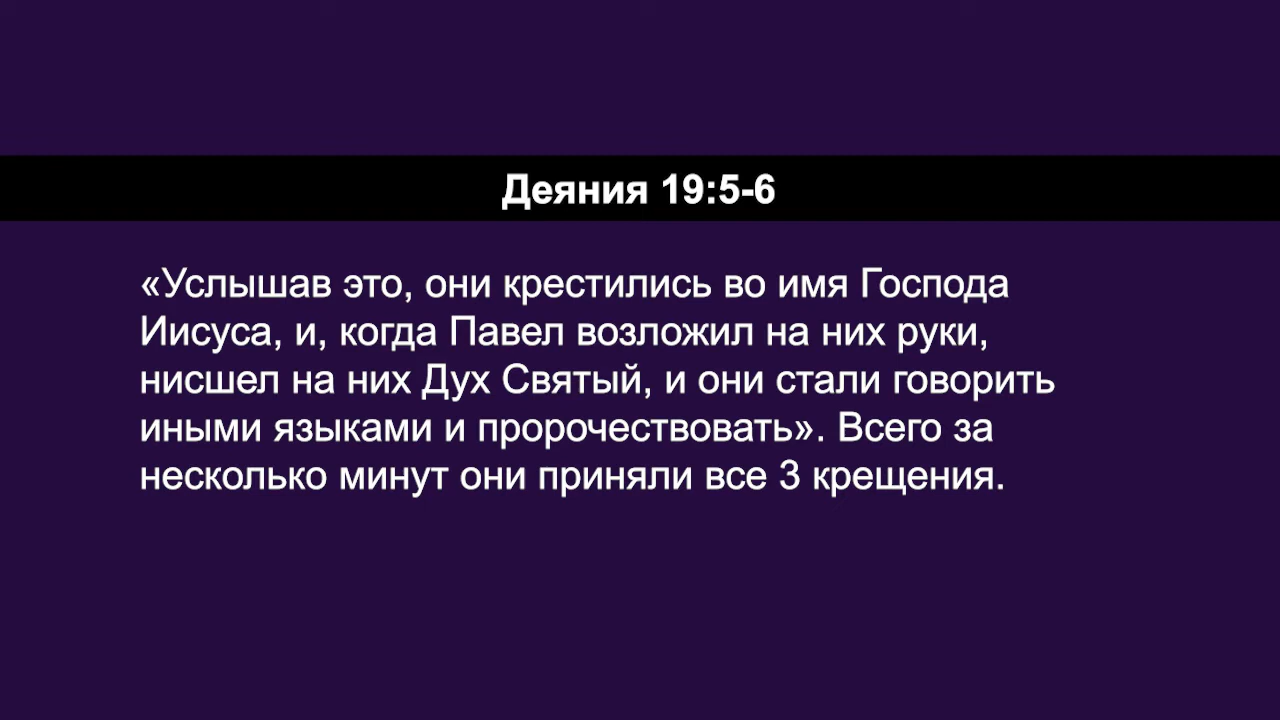 Деяния 19:5-6
«Услышав это, они крестились во имя Господа
Иисуса, и, когда Павел возложил на них руки,
нисшел на них Дух Святый, и они стали говорить
иными языками и пророчествовать». Всего за
несколько минут они приняли все 3 крещения.